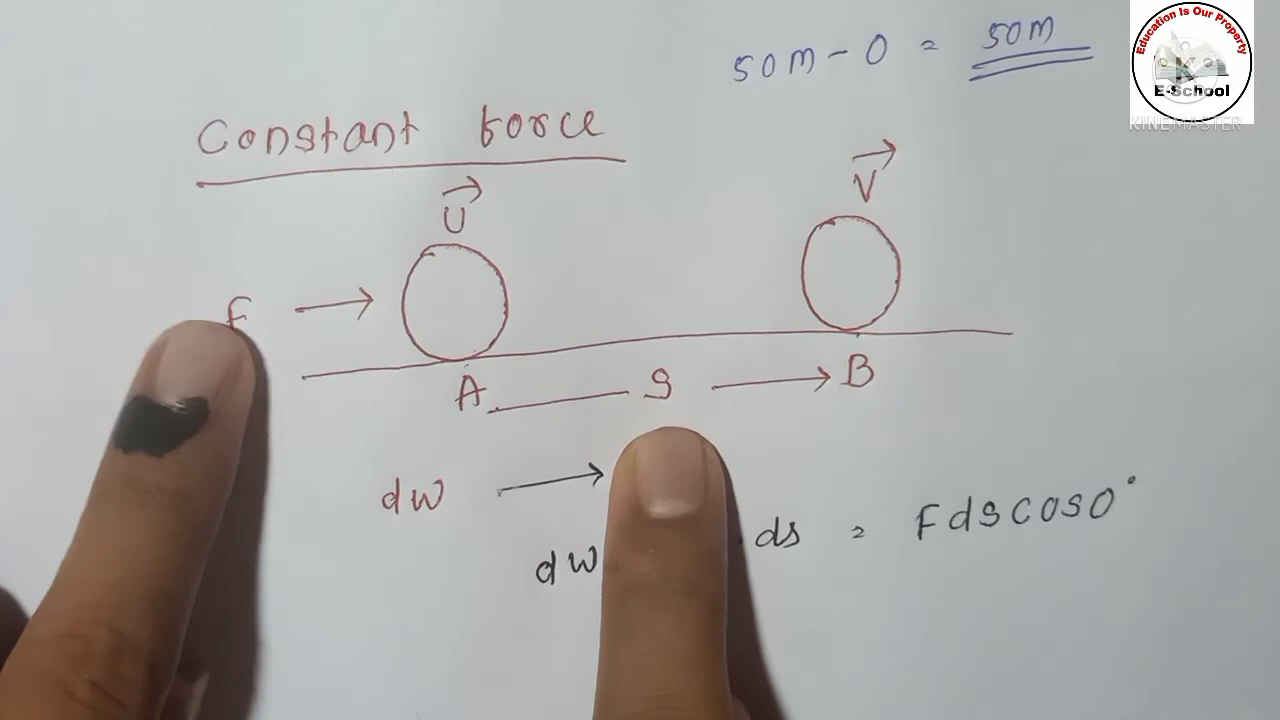 50m - 0 = 50m
Education Is Our Property
K
E-School
KINEMASTER
Constant force
U
V
F
A S B
dw
dw . ds = Fdscos0°